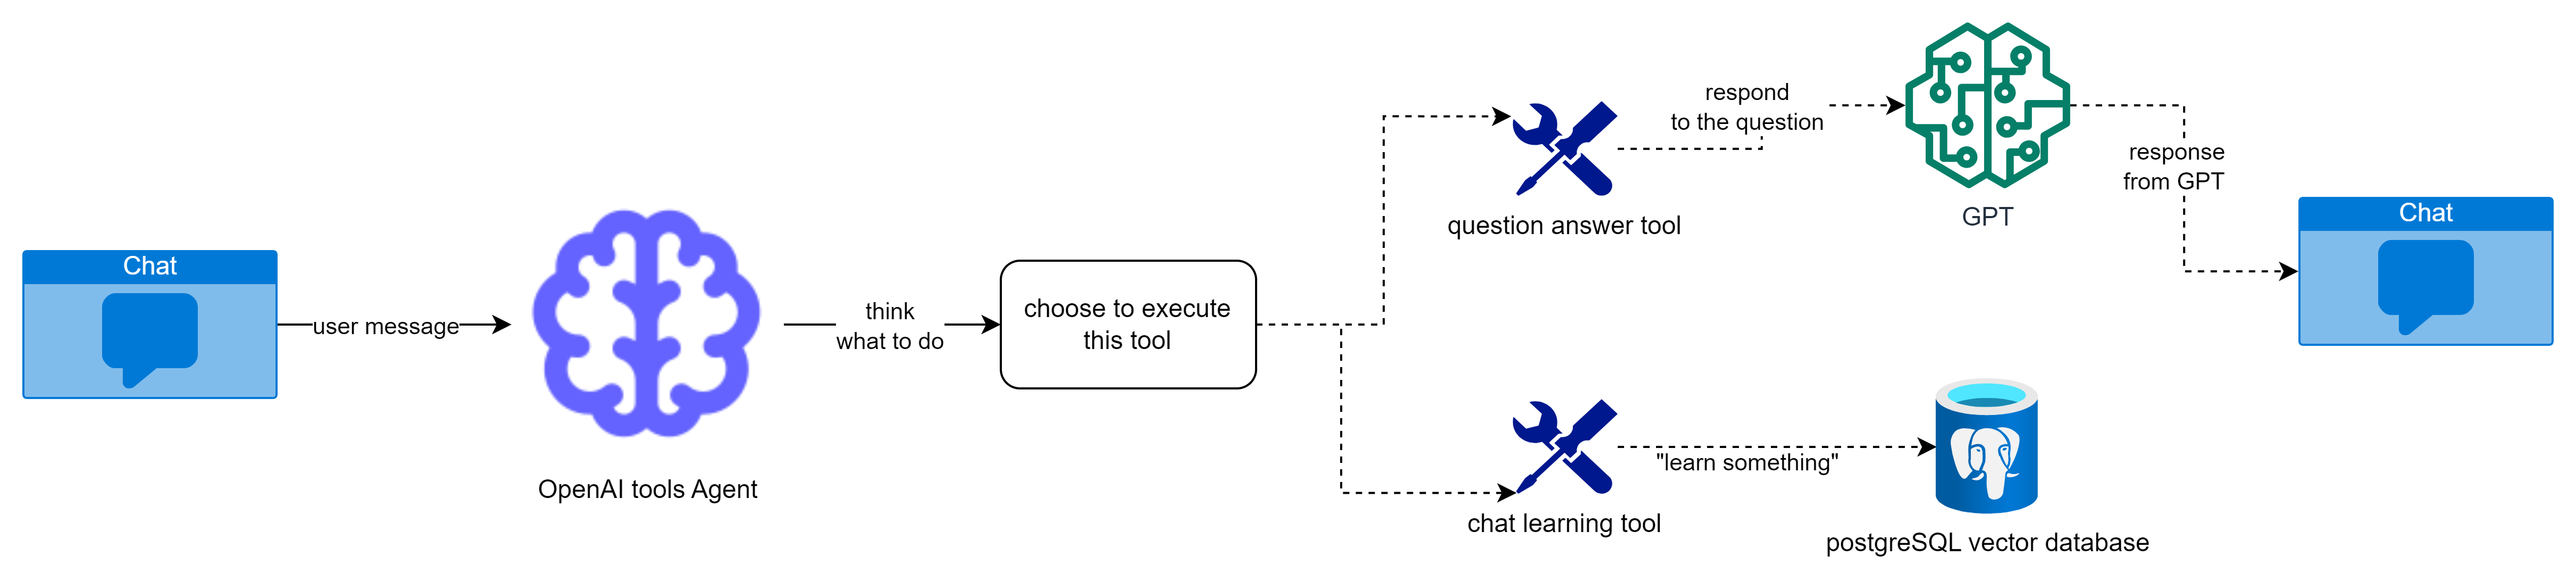 Chat
user message
OpenAI tools Agent
think
what to do
choose to execute
this tool
question answer tool
respond
to the question
GPT
response
from GPT
Chat
chat learning tool
"learn something"
postgreSQL vector database